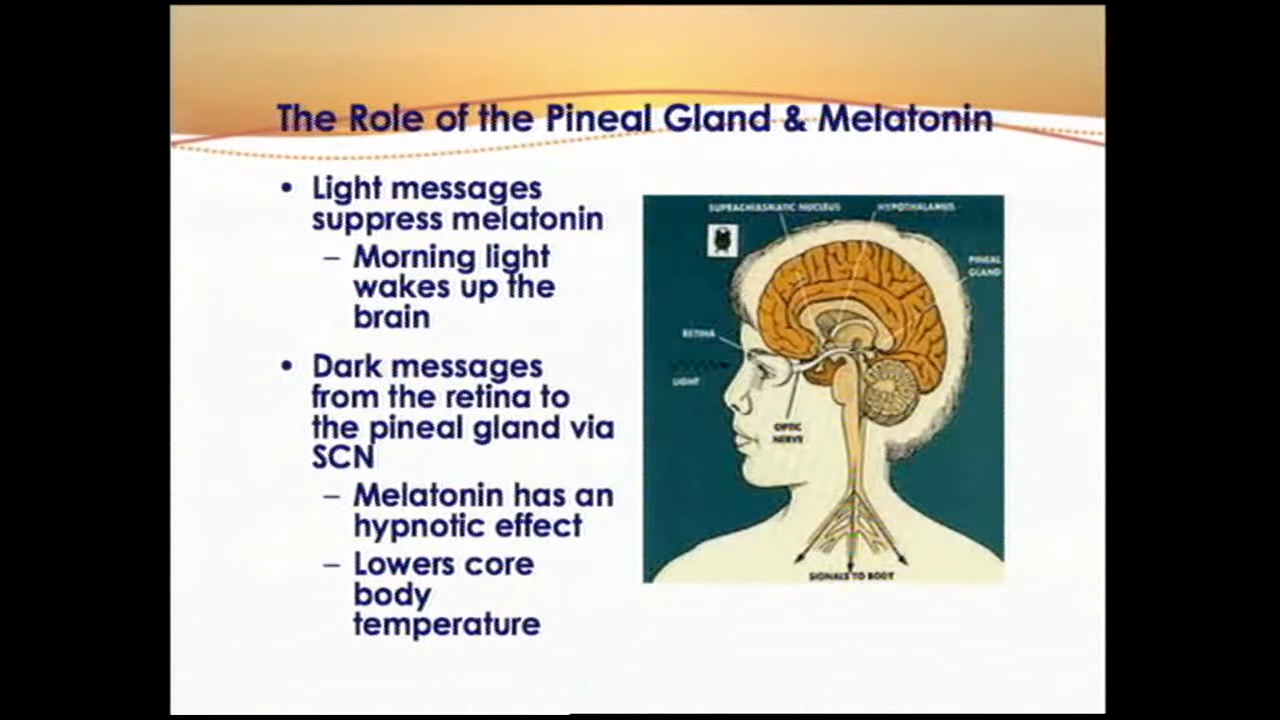 The Role of the Pineal Gland & Melatonin
• Light messages
suppress melatonin
– Morning light
wakes up the
brain
• Dark messages
from the retina to
the pineal gland via
SCN
– Melatonin has an
hypnotic effect
– Lowers core
body
temperature
SUPRACHIASMATIC NUCLEUS
HYPOTHALAMUS
PINEAL
GLAND
RETINA
LIGHT
OPTIC
NERVE
SIGNALS TO BODY